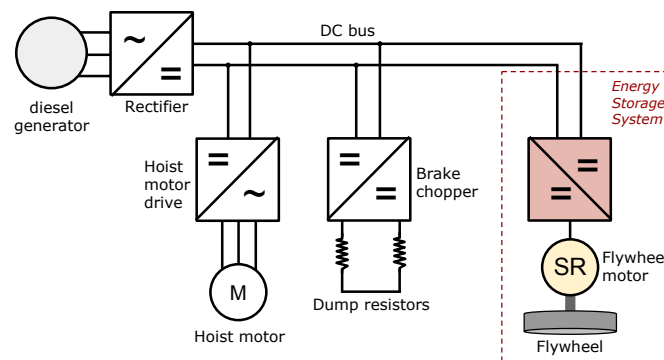 DC bus
diesel
generator
Rectifier
Energy
Storage
System
Hoist
motor
drive
Brake
chopper
M
Hoist motor
Dump resistors
SR
Flywheel
motor
Flywheel